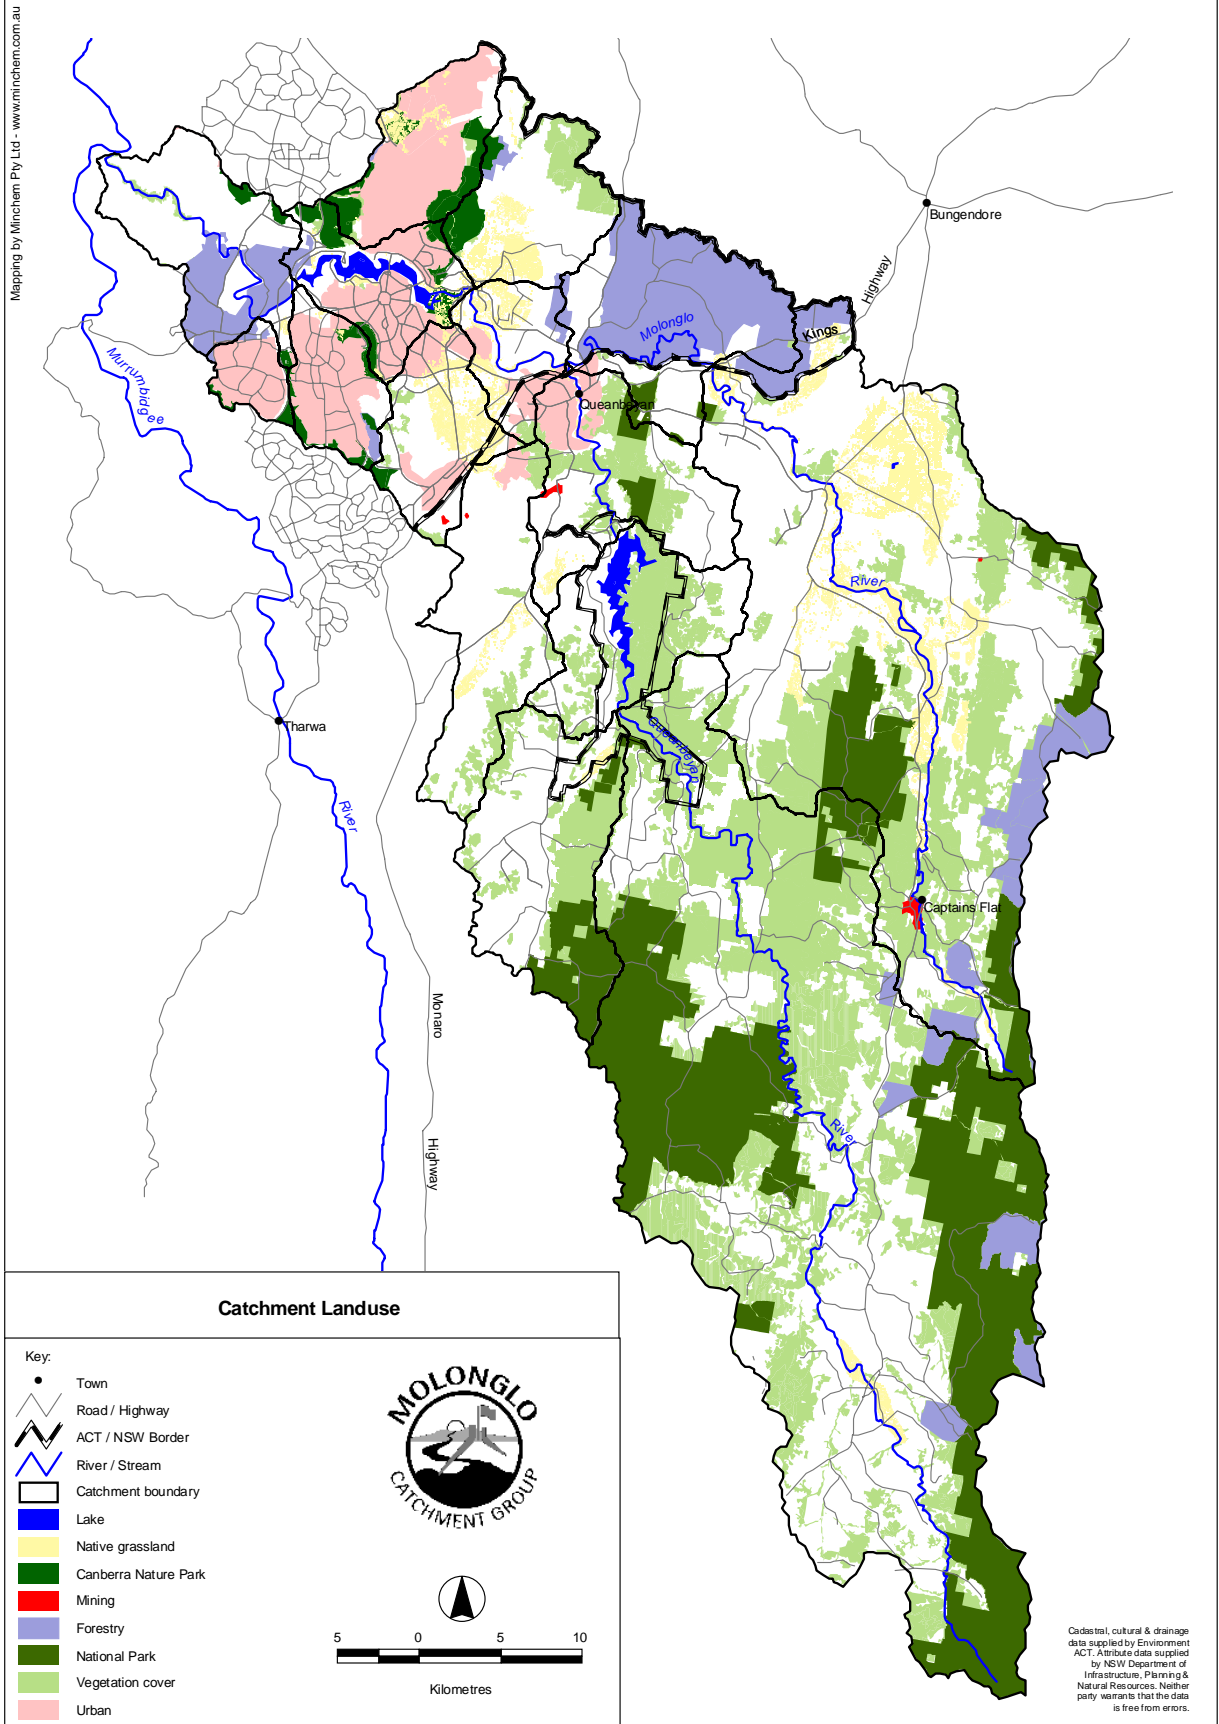 Mapping by Minchem Pty Ltd - www.minchem.com.au
Bungendore
Highway
Kings
Molonglo
Murrumbidgee
Queanbeyan
River
Tharwa
Queanbeyan
River
Captains Flat
Monaro
River
Highway
Catchment Landuse
Key:
Town
Road / Highway
ACT / NSW Border
River / Stream
Catchment boundary
Lake
Native grassland
Canberra Nature Park
Mining
Forestry
National Park
Vegetation cover
Urban
MOLONGLO
CATCHMENT GROUP
5 0 5 10
Kilometres
Cadastral, cultural & drainage
data supplied by Environment
ACT. Attribute data supplied
by NSW Department of
Infrastructure, Planning &
Natural Resources. Neither
party warrants that the data
is free from errors.